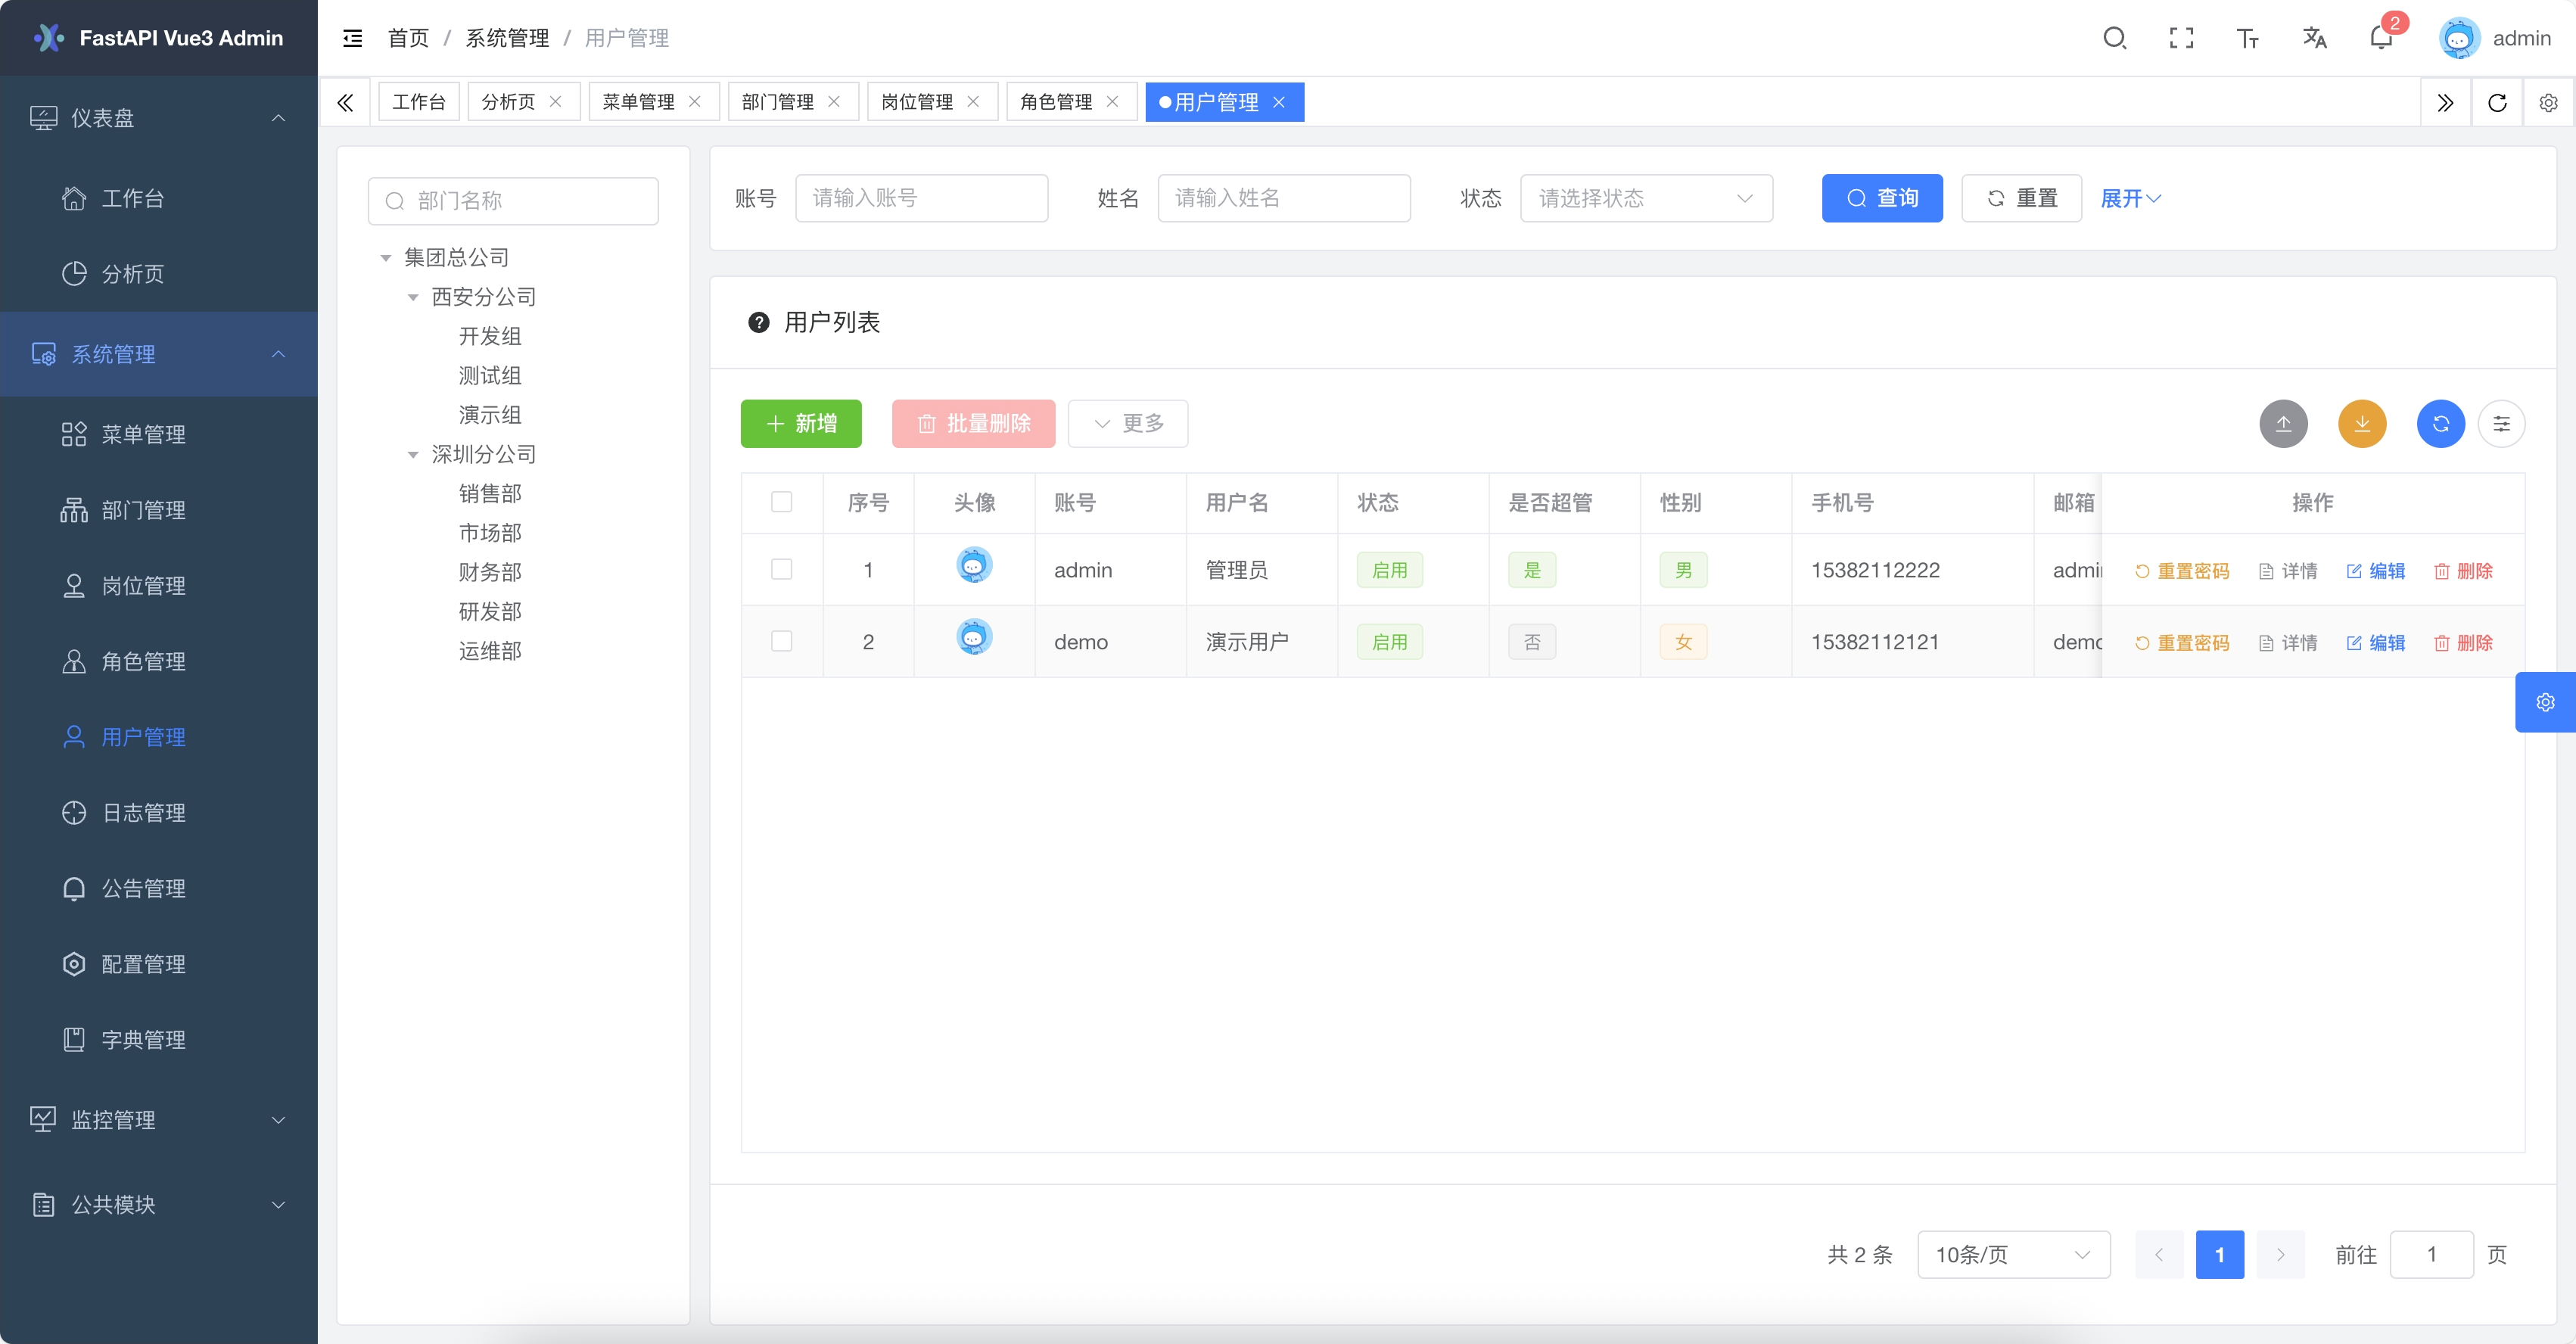 FastAPI Vue3 Admin
仪表盘
工作台
分析页
系统管理
菜单管理
部门管理
岗位管理
角色管理
用户管理
日志管理
公告管理
配置管理
字典管理
监控管理
公共模块
首页 / 系统管理 / 用户管理
2
admin
工作台 分析页 菜单管理 部门管理 岗位管理 角色管理 用户管理
部门名称
集团总公司
西安分公司
开发组
测试组
演示组
深圳分公司
销售部
市场部
财务部
研发部
运维部
账号 请输入账号 姓名 请输入姓名 状态 请选择状态 查询 重置 展开
用户列表
新增 批量删除 更多
序号 头像 账号 用户名 状态 是否超管 性别 手机号 邮箱 操作
1 admin 管理员 启用 是 男 15382112222 admi 重置密码 详情 编辑 删除
2 demo 演示用户 启用 否 女 15382112121 demo 重置密码 详情 编辑 删除
共 2 条 10条/页 1 前往 1 页